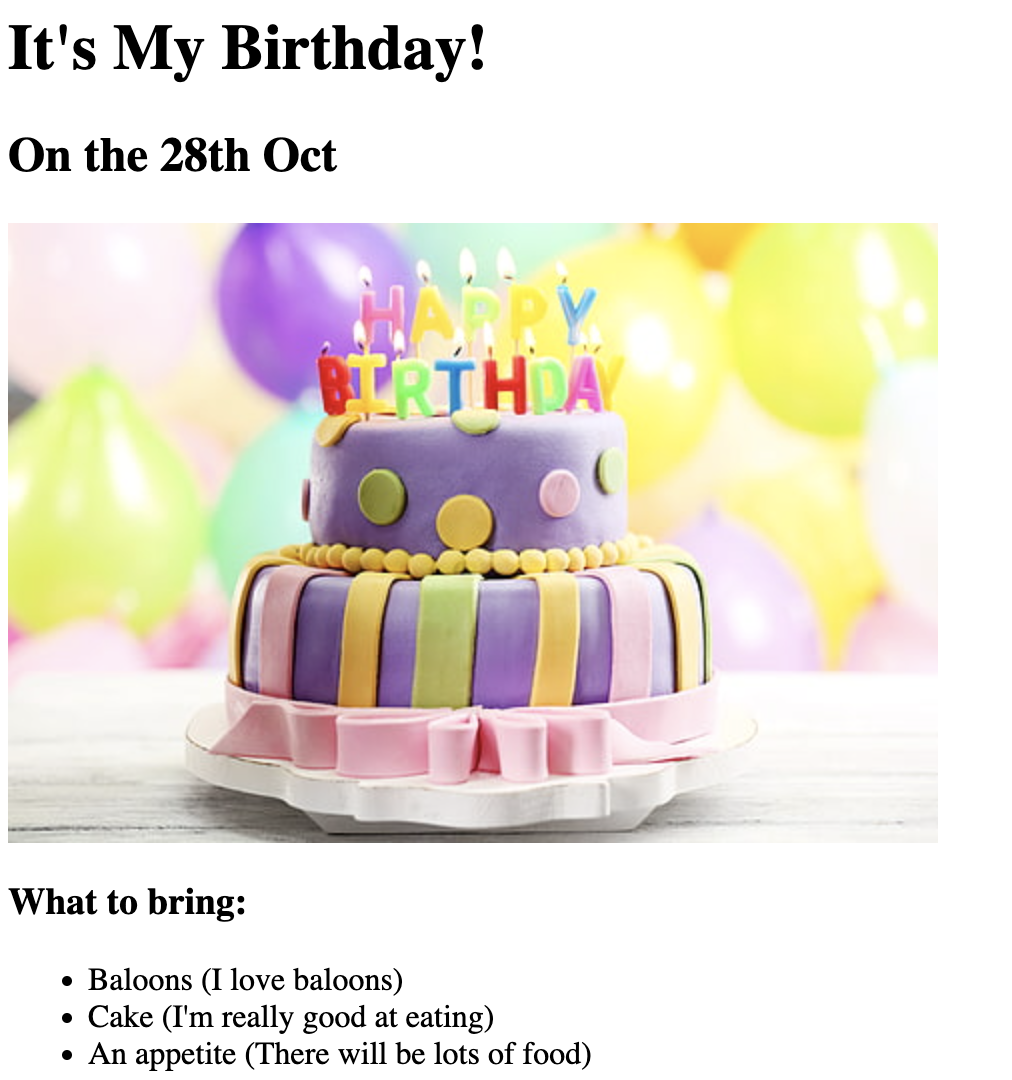 It's My Birthday!
On the 28th Oct
HAPPY
BIRTHDAY
What to bring:
Baloons (I love baloons)
Cake (I'm really good at eating)
An appetite (There will be lots of food)